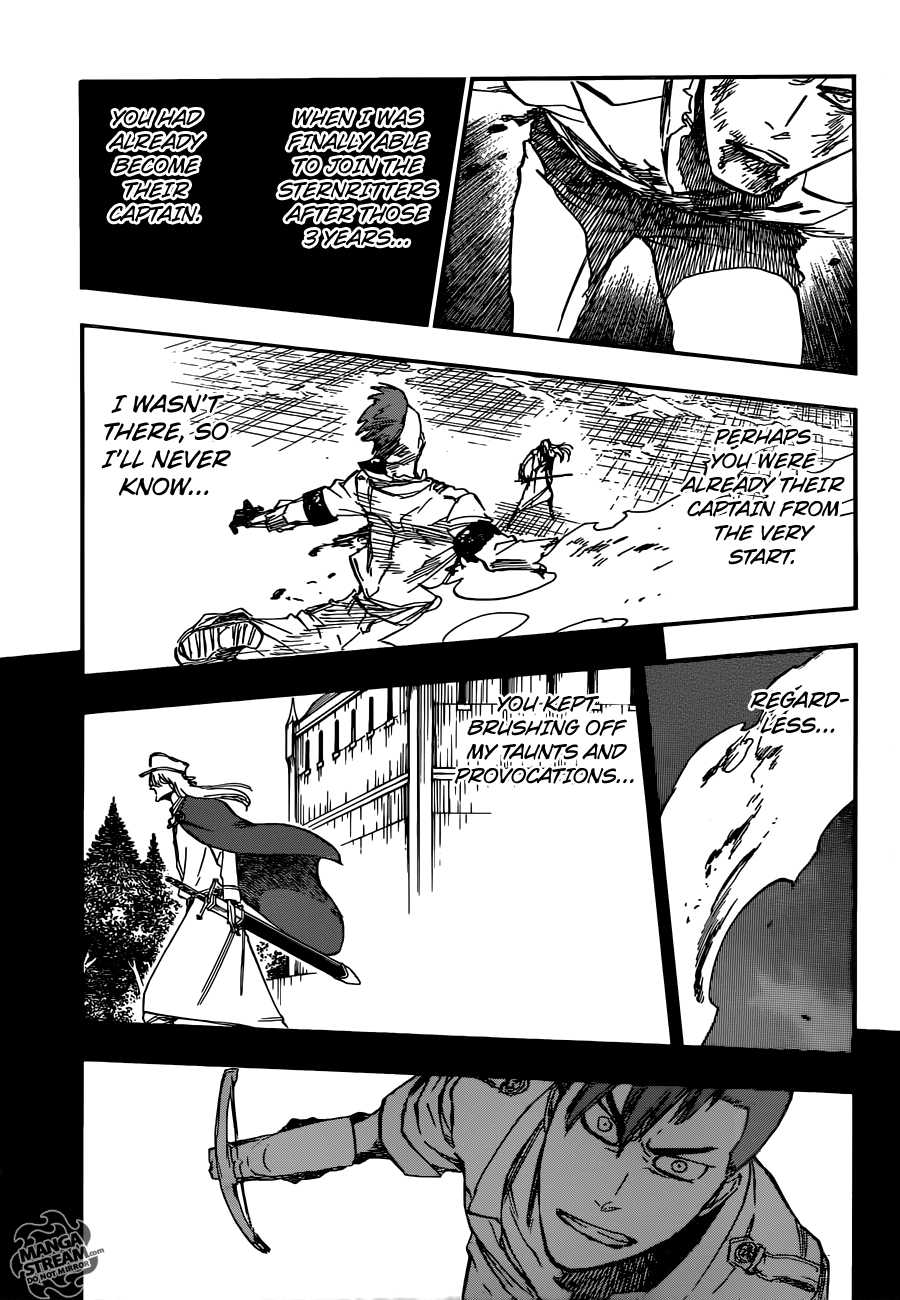 WHEN I WAS
FINALLY ABLE
TO JOIN THE
STERNRITTERS
AFTER THOSE
3 YEARS...
YOU HAD
ALREADY
BECOME
THEIR
CAPTAIN.
PERHAPS
YOU WERE
ALREADY THEIR
CAPTAIN FROM
THE VERY
START.
I WASN'T
THERE, SO
I'LL NEVER
KNOW...
REGARD-
LESS...
YOU KEPT
BRUSHING OFF
MY TAUNTS AND
PROVOCATIONS...
MANGA
STREAM.com
DO NOT MIRROR